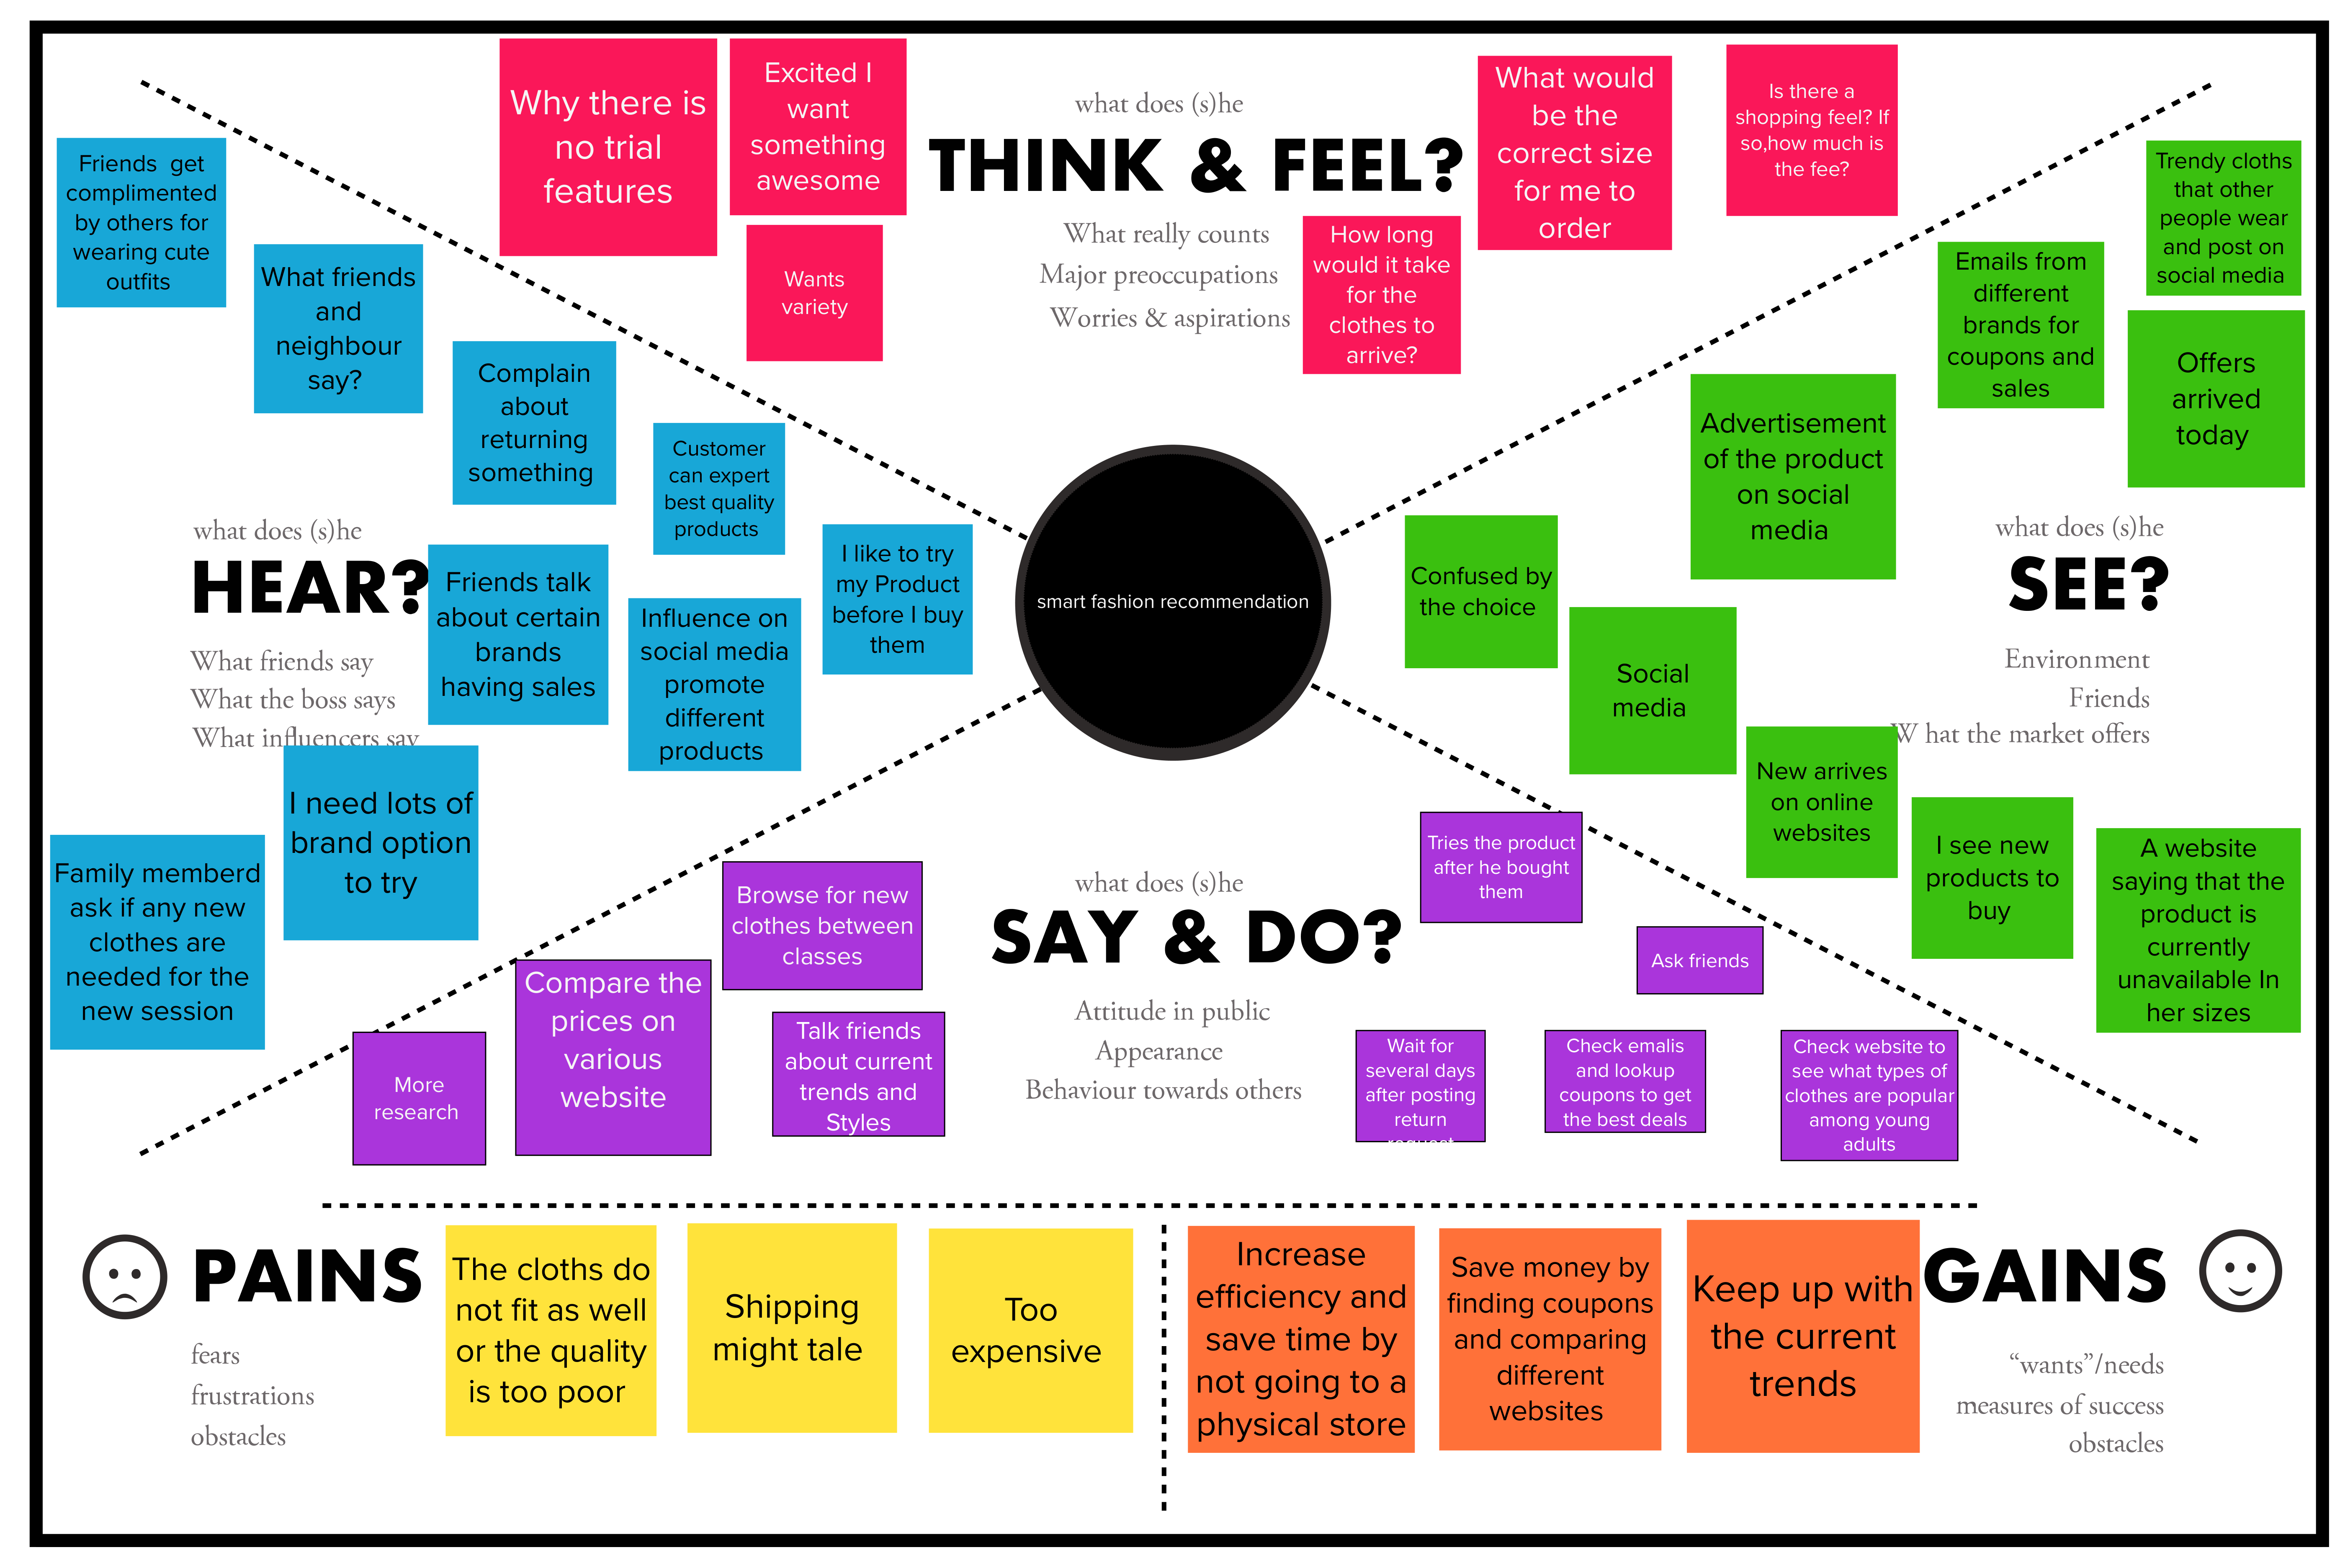 Why there is
no trial
features
Excited I
want
something
awesome
Wants
variety
what does (s)he
THINK & FEEL?
What really counts
Major preoccupations
Worries & aspirations
How long
would it take
for the
clothes to
arrive?
What would
be the
correct size
for me to
order
Is there a
shopping feel? If
so,how much is
the fee?
Friends get
complimented
by others for
wearing cute
outfits
What friends
and
neighbour
say?
Complain
about
returning
something
Customer
can expert
best quality
products
I like to try
my Product
before I buy
them
what does (s)he
HEAR?
What friends say
What the boss says
What influencers say
Friends talk
about certain
brands
having sales
Influence on
social media
promote
different
products
I need lots of
brand option
to try
Family memberd
ask if any new
clothes are
needed for the
new session
smart fashion recommendation
Trendy cloths
that other
people wear
and post on
social media
Emails from
different
brands for
coupons and
sales
Offers
arrived
today
Advertisement
of the product
on social
media
Confused by
the choice
Social
media
what does (s)he
SEE?
Environment
Friends
W hat the market offers
New arrives
on online
websites
I see new
products to
buy
A website
saying that the
product is
currently
unavailable In
her sizes
what does (s)he
SAY & DO?
Attitude in public
Appearance
Behaviour towards others
Browse for new
clothes between
classes
Compare the
prices on
various
website
More
research
Talk friends
about current
trends and
Styles
Tries the product
after he bought
them
Ask friends
Wait for
several days
after posting
return
request
Check emalis
and lookup
coupons to get
the best deals
Check website to
see what types of
clothes are popular
among young
adults
PAINS
fears
frustrations
obstacles
The cloths do
not fit as well
or the quality
is too poor
Shipping
might tale
Too
expensive
Increase
efficiency and
save time by
not going to a
physical store
Save money by
finding coupons
and comparing
different
websites
Keep up with
the current
trends
GAINS
“wants”/needs
measures of success
obstacles